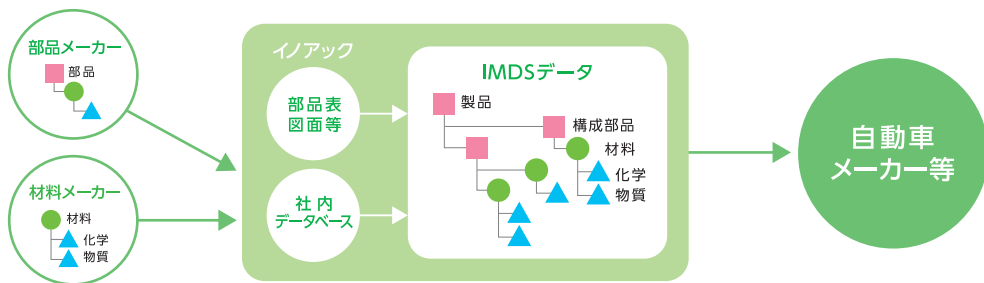 部品メーカー
部品
材料メーカー
材料
化学
物質
イノアック
部品表
図面等
社内
データベース
IMDSデータ
製品
構成部品
材料
化学
物質
自動車
メーカー等